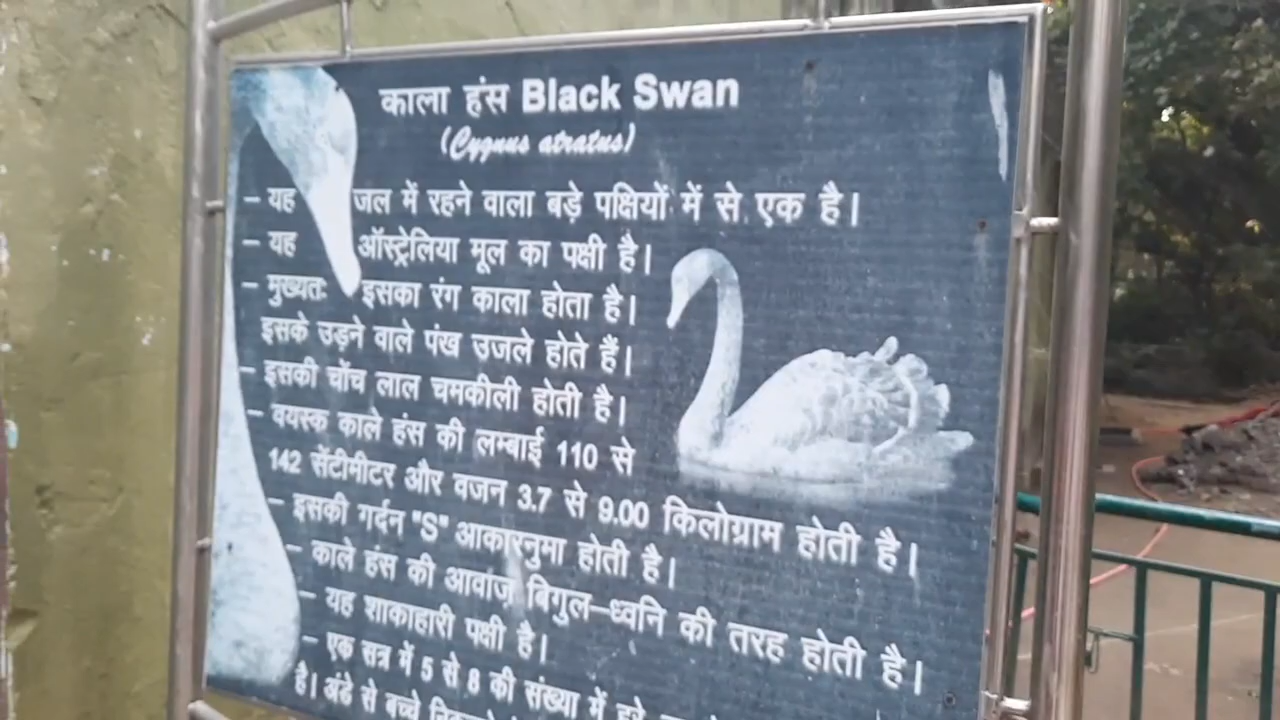 काला हंस Black Swan
(Cygnus atratus)
– यह जल में रहने वाला बड़े पक्षियों में से एक है।
– यह ऑस्ट्रेलिया मूल का पक्षी है।
– मुख्यतः इसका रंग काला होता है।
इसके उड़ने वाले पंख उजले होते हैं।
– इसकी चोंच लाल चमकीली होती है।
– वयस्क काले हंस की लम्बाई 110 से
142 सेंटीमीटर और वजन 3.7 से 9.00 किलोग्राम होती है।
– इसकी गर्दन "S" आकारनुमा होती है।
– काले हंस की आवाज बिगुल–ध्वनि की तरह होती है।
– यह शाकाहारी पक्षी है।
– एक सत्र में 5 से 8 की संख्या में हरे
है। अंडे से बच्चे